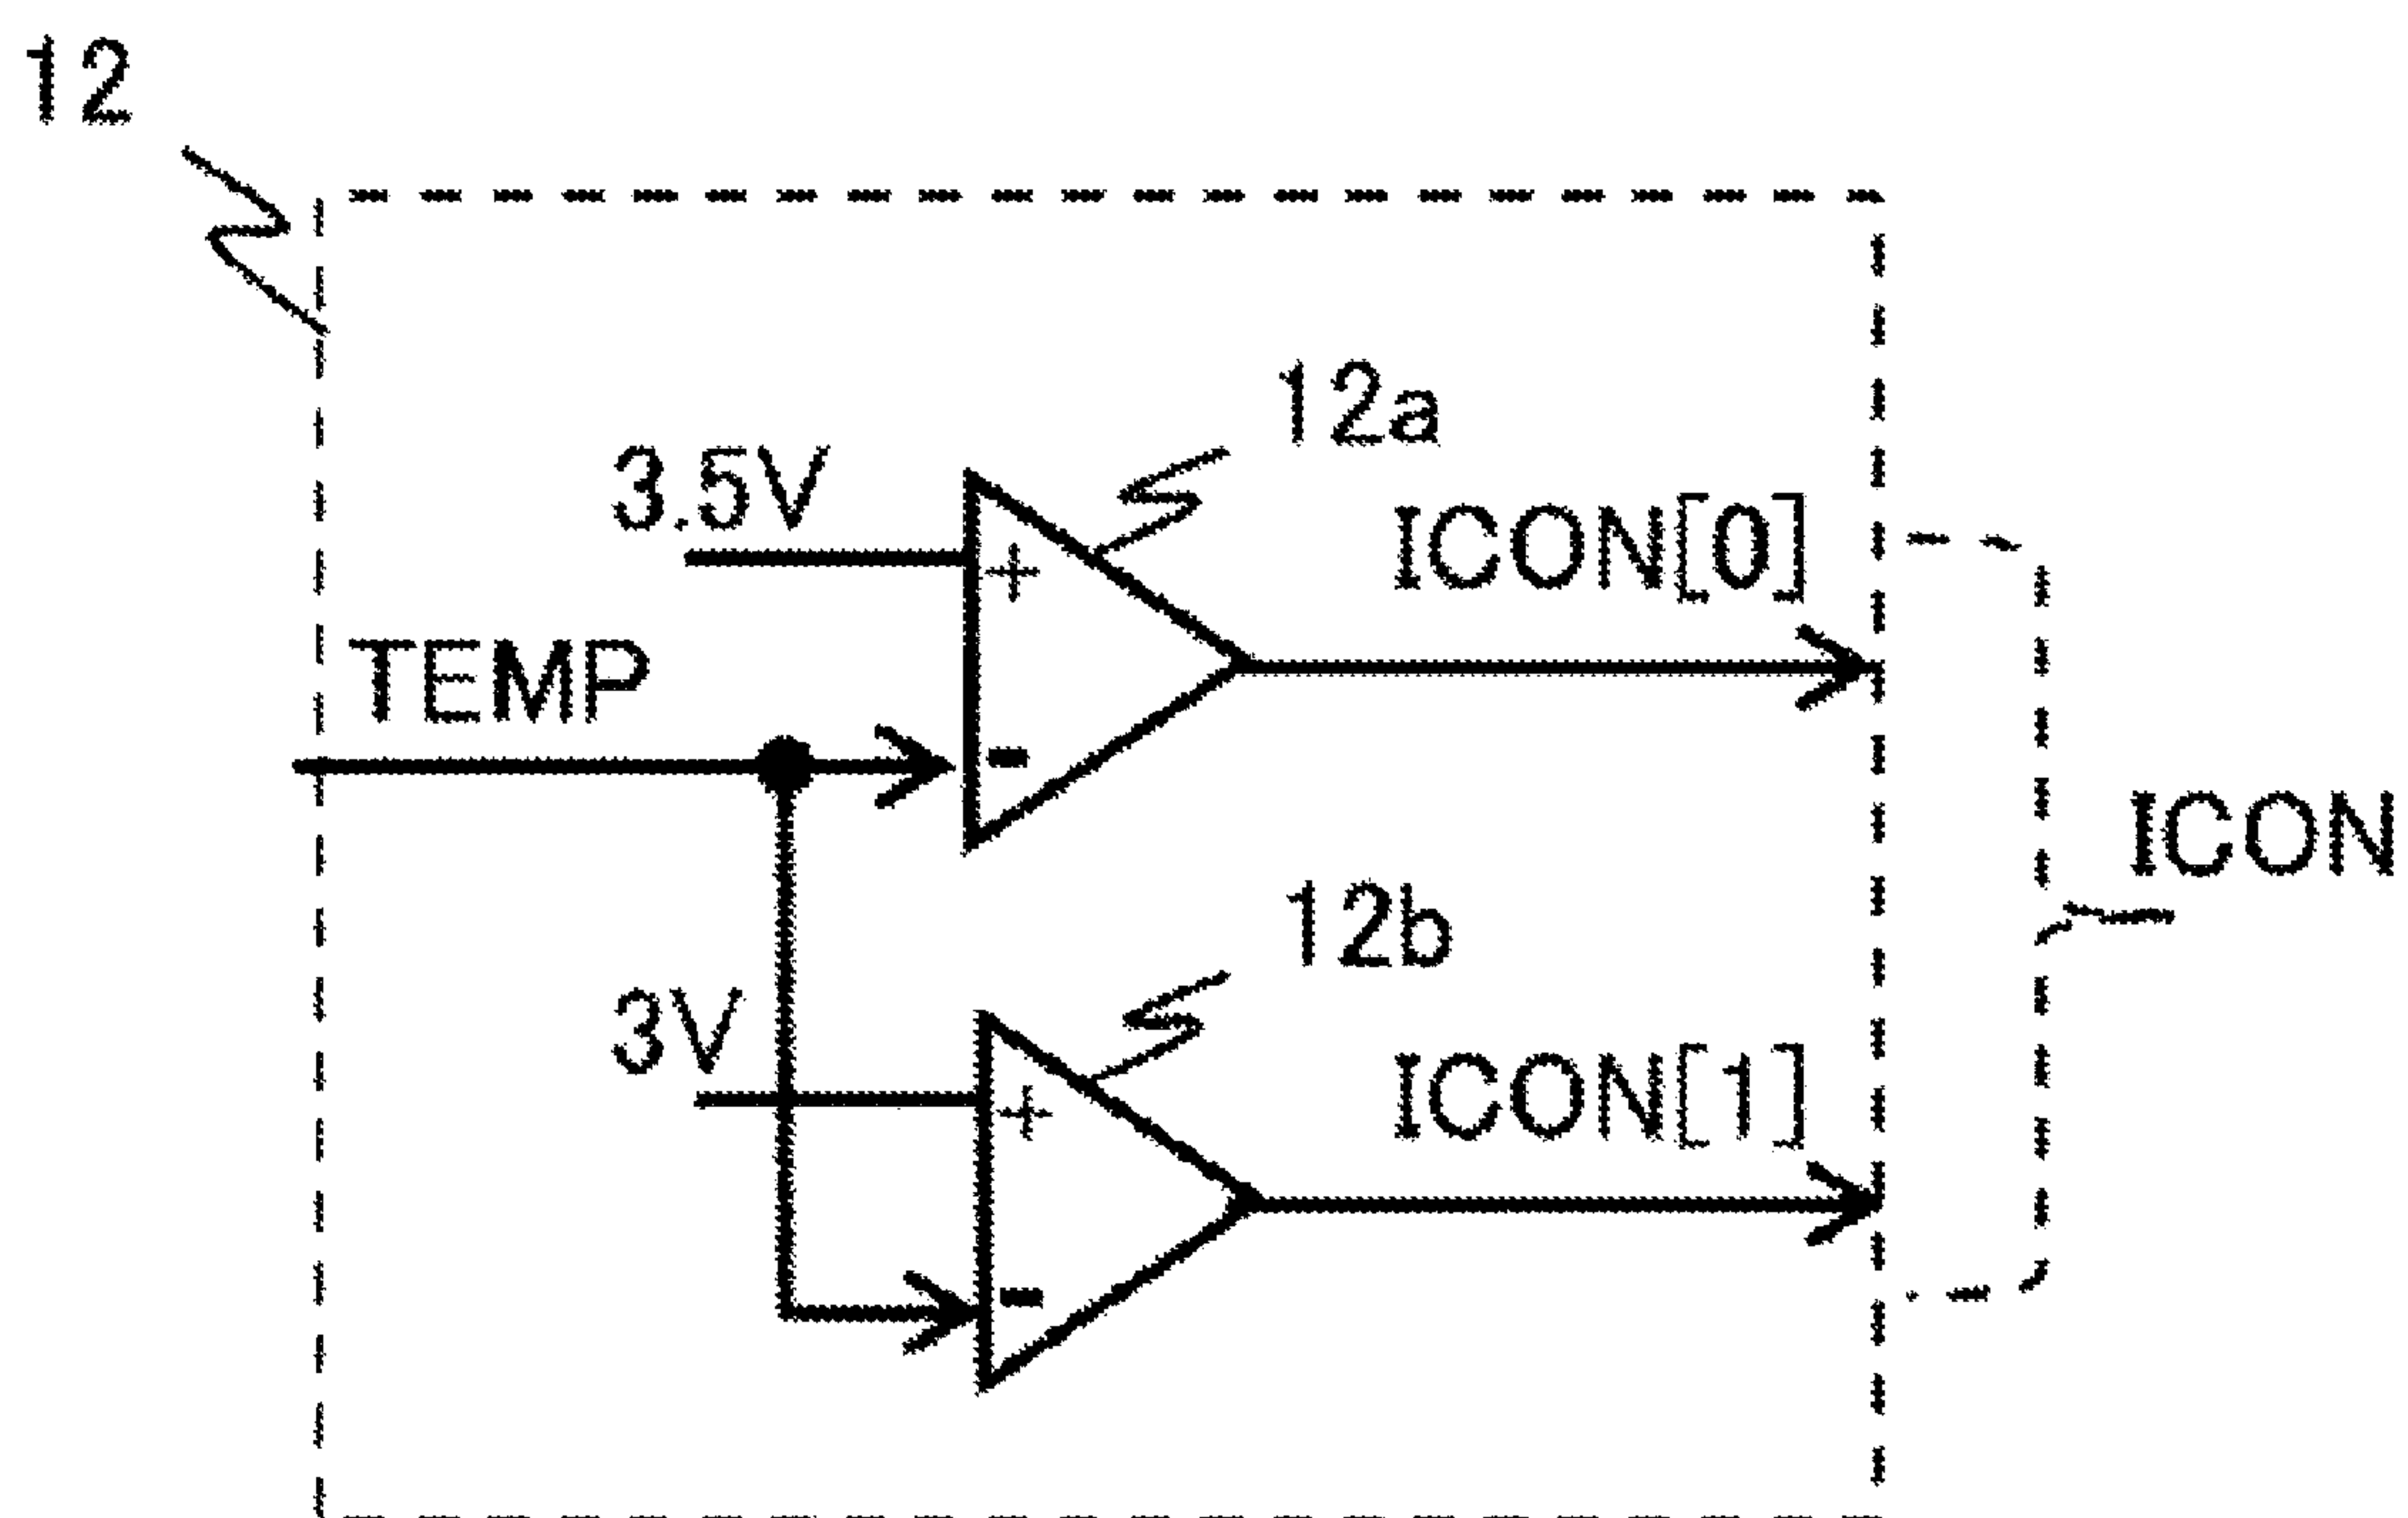 12
12a
3.5V
+
ICON[0]
TEMP
-
ICON
12b
3V
+
ICON[1]
-